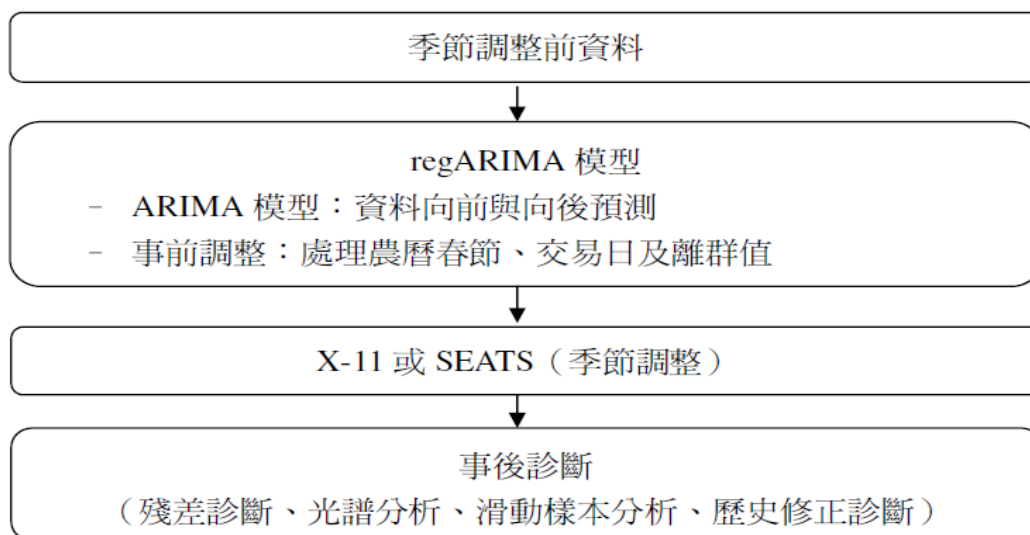 季節調整前資料
regARIMA 模型
- ARIMA 模型：資料向前與向後預測
- 事前調整：處理農曆春節、交易日及離群值
X-11 或 SEATS（季節調整）
事後診斷
（殘差診斷、光譜分析、滑動樣本分析、歷史修正診斷）